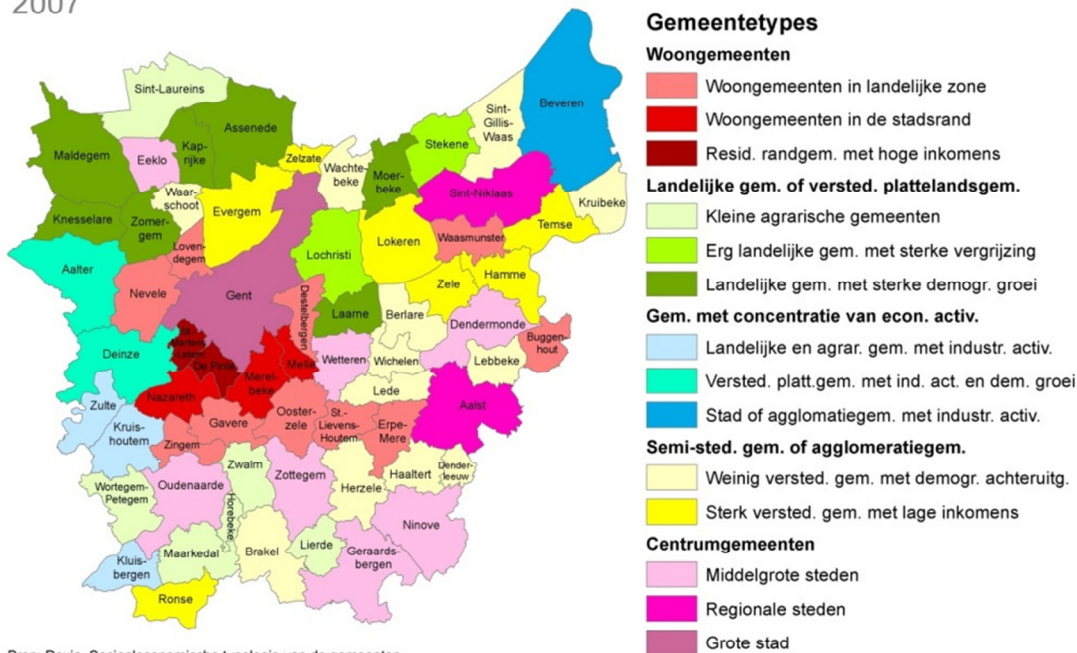 2007
Sint-Laureins
Beveren
Sint-
Gillis-
Waas
Assenede
Stekene
Kap-
rijke
Maldegem
Eeklo
Zelzate
Wachte-
beke
Moer-
beke
Sint-Niklaas
Waar-
schoot
Kruibeke
Evergem
Knesselare
Zomer-
gem
Temse
Lokeren
Waasmunster
Loven-
degem
Lochristi
Aalter
Hamme
Zele
Nevele
Gent
Destelbergen
Laarne
Berlare
Dendermonde
Buggen-
hout
St-
Martens
Latem
Deinze
De Pinte
Melle
Wetteren
Wichelen
Lebbeke
Merel-
beke
Lede
Nazareth
Zulte
Aalst
Kruis-
houtem
Gavere
Ooster-
zele
St.-
Lievens-
Houtem
Erpe-
Mere
Zingem
Zwalm
Zottegem
Haaltert
Dender-
leeuw
Wortegem-
Petegem
Oudenaarde
Herzele
Horebeke
Ninove
Maarkedal
Brakel
Lierde
Geraards-
bergen
Kluis-
bergen
Ronse
Gemeentetypes
Woongemeenten
Woongemeenten in landelijke zone
Woongemeenten in de stadsrand
Resid. randgem. met hoge inkomens
Landelijke gem. of versted. plattelandsgem.
Kleine agrarische gemeenten
Erg landelijke gem. met sterke vergrijzing
Landelijke gem. met sterke demogr. groei
Gem. met concentratie van econ. activ.
Landelijke en agrar. gem. met industr. activ.
Versted. platt.gem. met ind. act. en dem. groei
Stad of agglomatiegem. met industr. activ.
Semi-sted. gem. of agglomeratiegem.
Weinig versted. gem. met demogr. achteruitg.
Sterk versted. gem. met lage inkomens
Centrumgemeenten
Middelgrote steden
Regionale steden
Grote stad